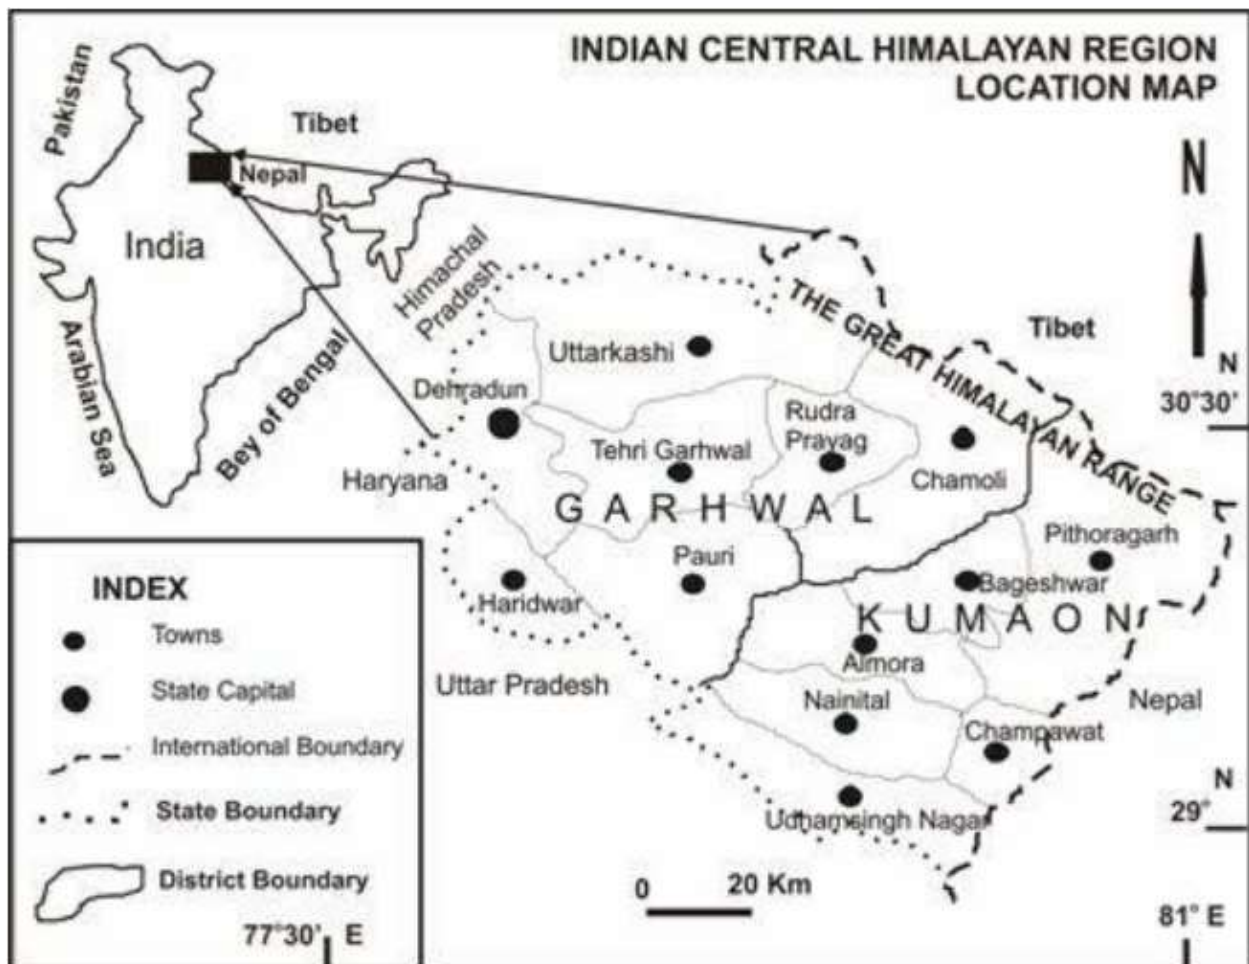 INDIAN CENTRAL HIMALAYAN REGION
LOCATION MAP
Pakistan
Tibet
Nepal
India
Arabian Sea
Bey of Bengal
Himachal
Pradesh
N
THE GREAT HIMALAYAN RANGE
Tibet
N
30°30'
Uttarkashi
Dehradun
Rudra
Prayag
Tehri Garhwal
Chamoli
Haryana
GARHWAL
Pithoragarh
Pauri
Bageshwar
Haridwar
KUMAON
Almora
Uttar Pradesh
Nainital
Nepal
Champawat
N
29°
Udhamsingh Nagar
0 20 Km
81° E
INDEX
Towns
State Capital
International Boundary
State Boundary
District Boundary
77°30' E